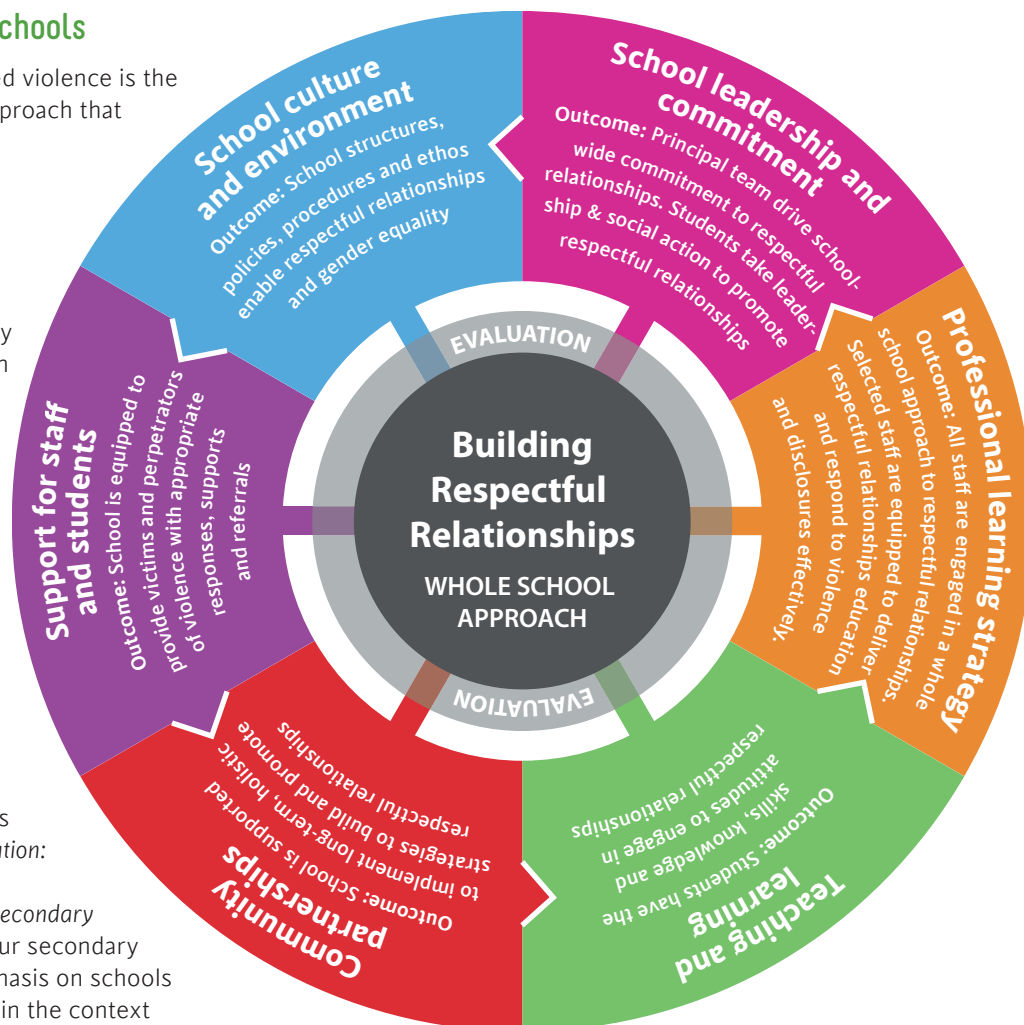 chools
ed violence is the
proach that
y
n
s
ation:
econdary
ur secondary
hasis on schools
in the context
School leadership and
commitment
Outcome: Principal team drive school-
wide commitment to respectful
relationships. Students take leader-
ship & social action to promote
respectful relationships
Professional learning strategy
Outcome: All staff are engaged in a whole
school approach to respectful relationships.
Selected staff are equipped to deliver
respectful relationships education
and respond to violence
and disclosures effectively.
Teaching and
learning
Outcome: Students have the
skills, knowledge and
attitudes to engage in
respectful relationships
Community
partnerships
Outcome: School is supported
to implement long-term, holistic
strategies to build and promote
respectful relationships
Support for staff
and students
Outcome: School is equipped to
provide victims and perpetrators
of violence with appropriate
responses, supports
and referrals
School culture
and environment
Outcome: School structures,
policies, procedures and ethos
enable respectful relationships
and gender equality
EVALUATION
Building
Respectful
Relationships
WHOLE SCHOOL
APPROACH
EVALUATION